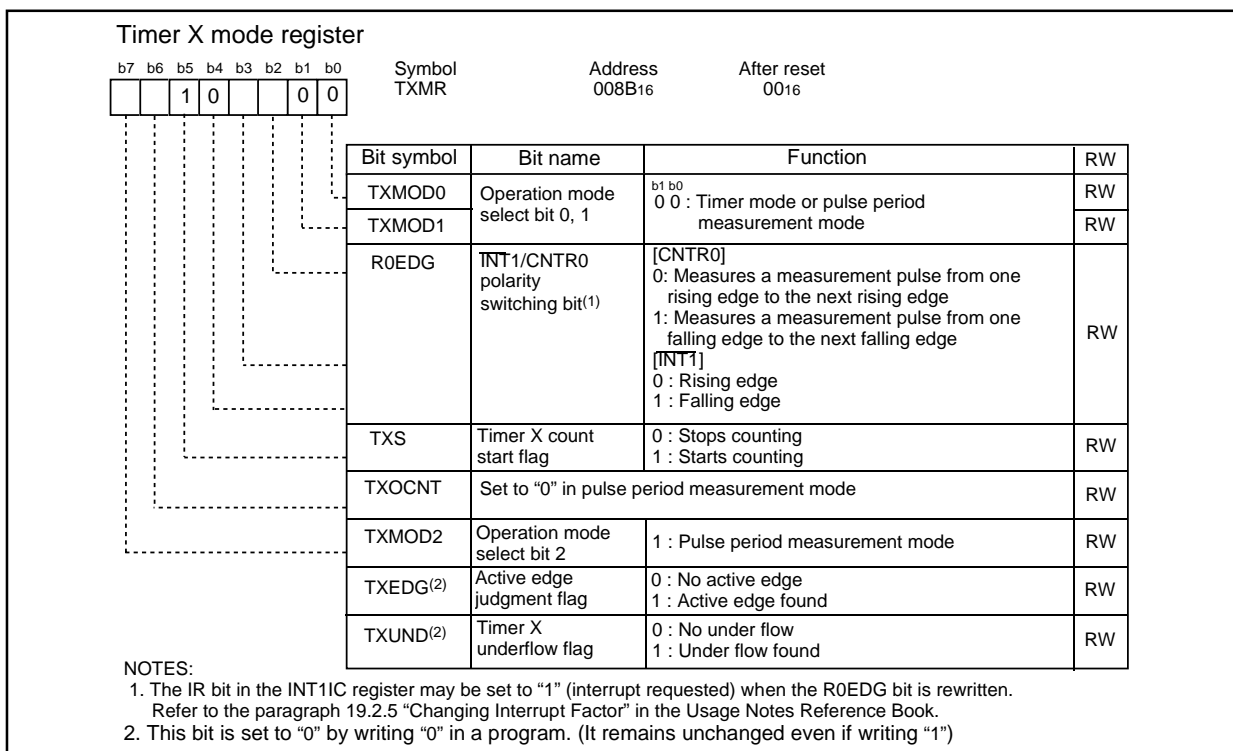 Timer X mode register
b7 b6 b5 b4 b3 b2 b1 b0
Symbol Address After reset
TXMR 008B16 0016
1 0 0 0
Bit symbol Bit name Function RW
TXMOD0 Operation mode select bit 0, 1 b1 b0 RW
0 0 : Timer mode or pulse period
measurement mode
TXMOD1 RW
R0EDG INT1/CNTR0
polarity
switching bit(1)
[CNTR0]
0: Measures a measurement pulse from one
rising edge to the next rising edge
1: Measures a measurement pulse from one
falling edge to the next falling edge
[INT1]
0 : Rising edge
1 : Falling edge
RW
TXS Timer X count
start flag
0 : Stops counting
1 : Starts counting
RW
TXOCNT Set to “0” in pulse period measurement mode RW
TXMOD2 Operation mode
select bit 2
1 : Pulse period measurement mode RW
TXEDG(2) Active edge
judgment flag
0 : No active edge
1 : Active edge found
RW
TXUND(2) Timer X
underflow flag
0 : No under flow
1 : Under flow found
RW
NOTES:
1. The IR bit in the INT1IC register may be set to “1” (interrupt requested) when the R0EDG bit is rewritten.
Refer to the paragraph 19.2.5 “Changing Interrupt Factor” in the Usage Notes Reference Book.
2. This bit is set to “0” by writing “0” in a program. (It remains unchanged even if writing “1”)